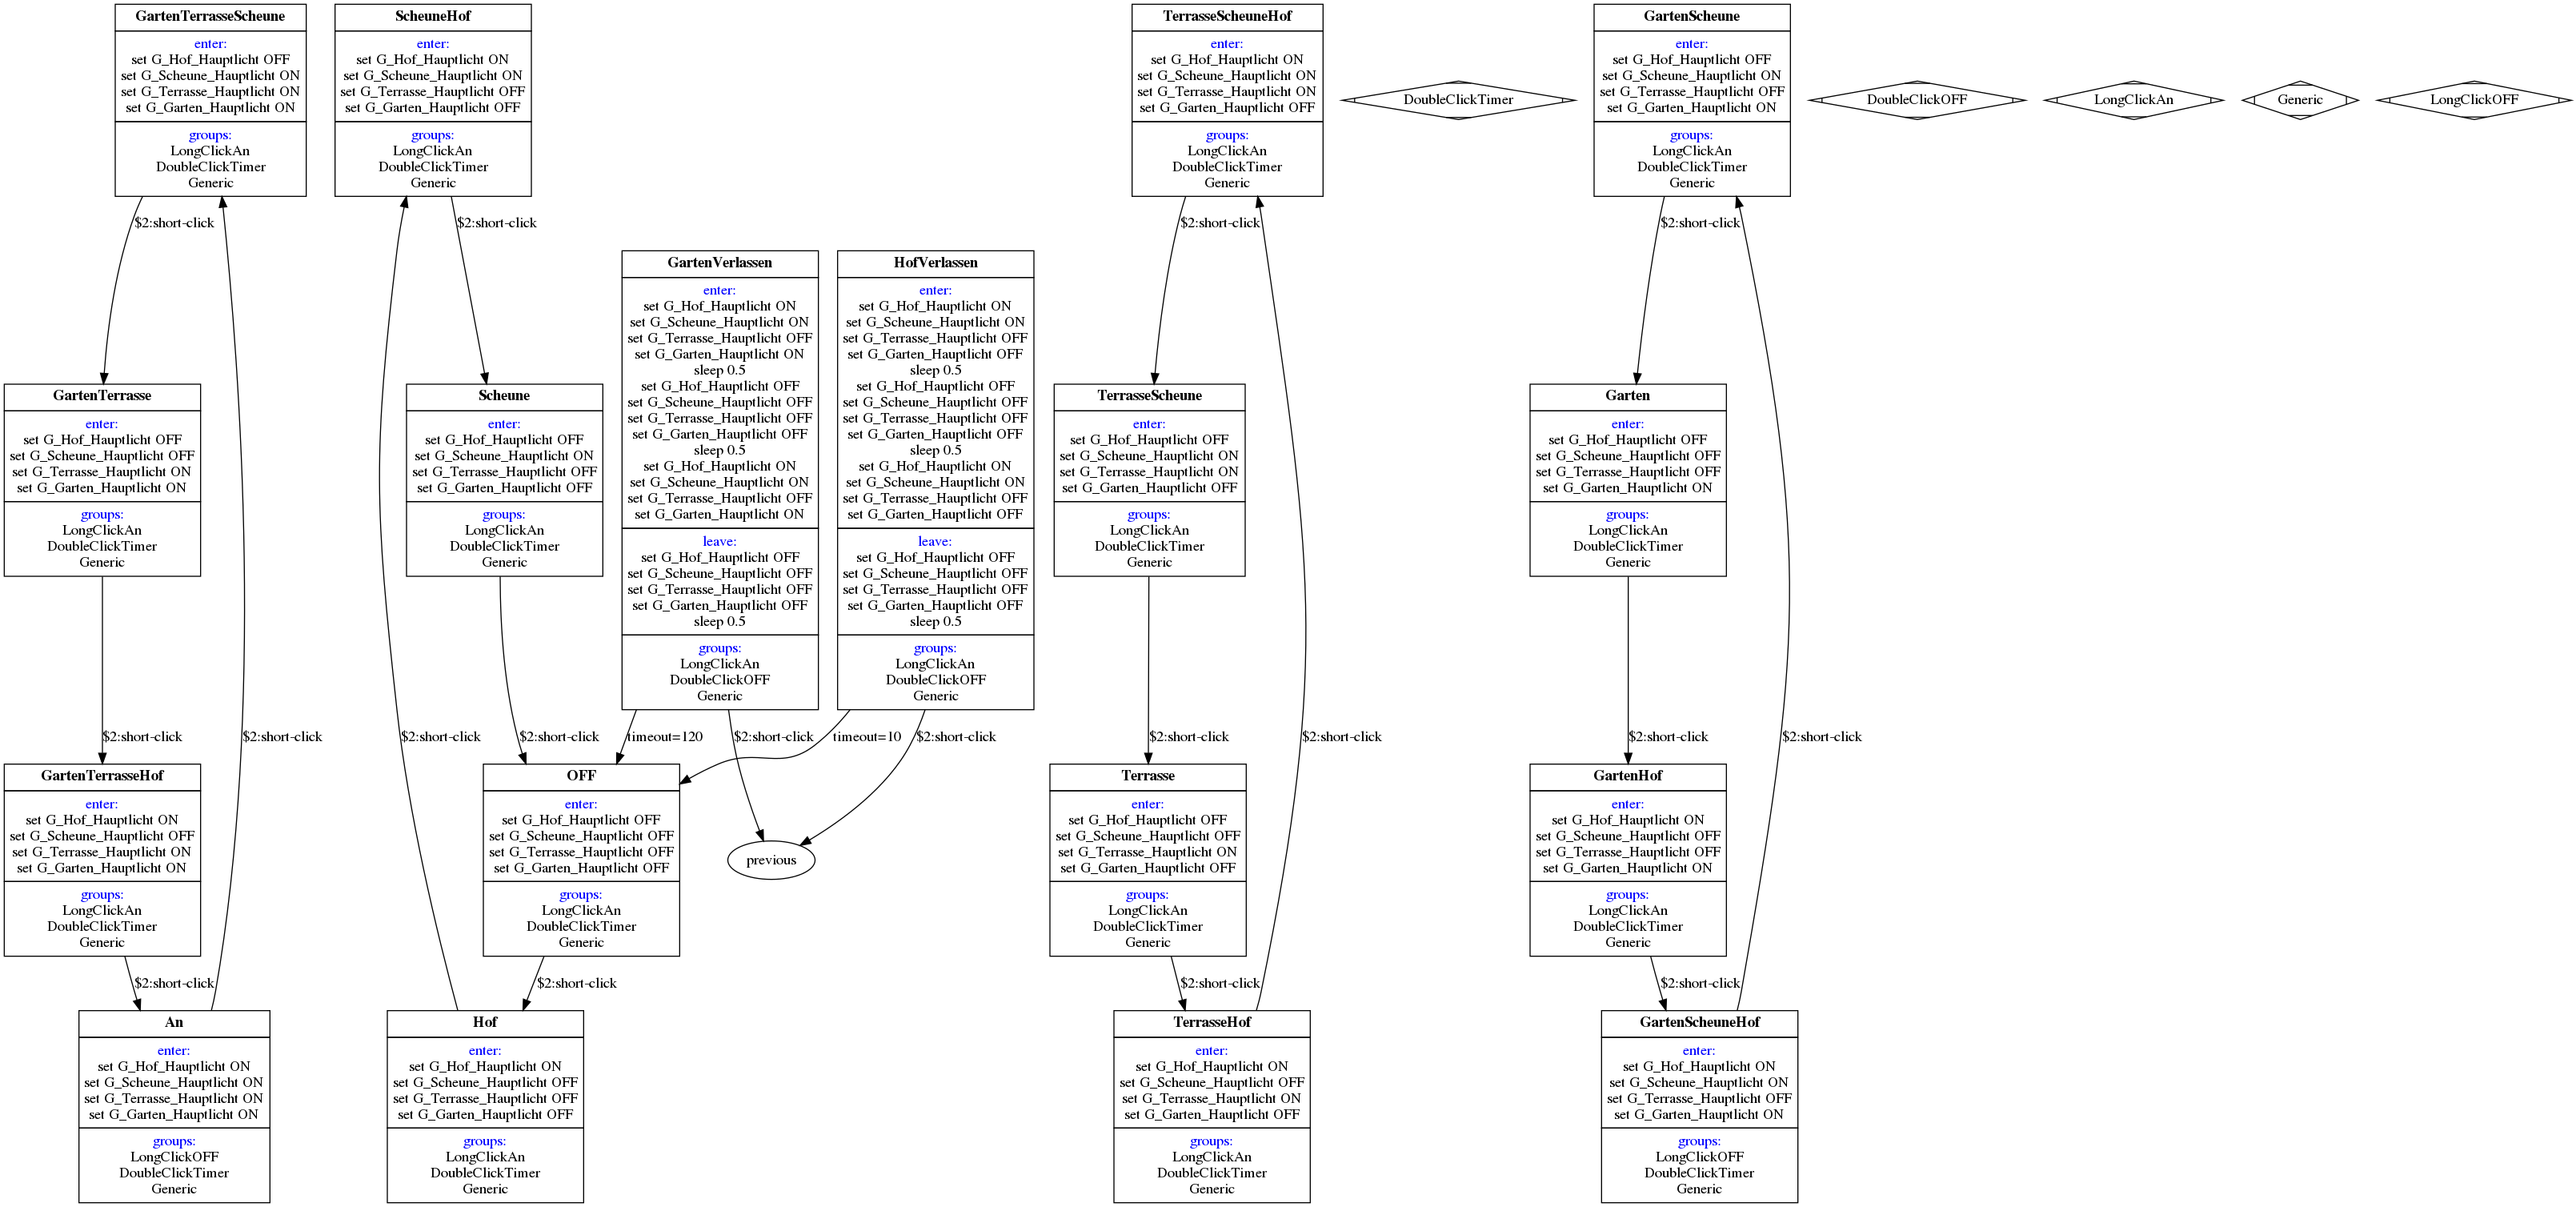 GartenTerrasseScheune
enter:
set G_Hof_Hauptlicht OFF
set G_Scheune_Hauptlicht ON
set G_Terrasse_Hauptlicht ON
set G_Garten_Hauptlicht ON
groups:
LongClickAn
DoubleClickTimer
Generic
ScheuneHof
enter:
set G_Hof_Hauptlicht ON
set G_Scheune_Hauptlicht ON
set G_Terrasse_Hauptlicht OFF
set G_Garten_Hauptlicht OFF
groups:
LongClickAn
DoubleClickTimer
Generic
TerrasseScheuneHof
enter:
set G_Hof_Hauptlicht ON
set G_Scheune_Hauptlicht ON
set G_Terrasse_Hauptlicht ON
set G_Garten_Hauptlicht OFF
groups:
LongClickAn
DoubleClickTimer
Generic
DoubleClickTimer
GartenScheune
enter:
set G_Hof_Hauptlicht OFF
set G_Scheune_Hauptlicht ON
set G_Terrasse_Hauptlicht OFF
set G_Garten_Hauptlicht ON
groups:
LongClickAn
DoubleClickTimer
Generic
DoubleClickOFF
LongClickAn
Generic
LongClickOFF
$2:short-click
$2:short-click
$2:short-click
$2:short-click
GartenTerrasse
enter:
set G_Hof_Hauptlicht OFF
set G_Scheune_Hauptlicht OFF
set G_Terrasse_Hauptlicht ON
set G_Garten_Hauptlicht ON
groups:
LongClickAn
DoubleClickTimer
Generic
Scheune
enter:
set G_Hof_Hauptlicht OFF
set G_Scheune_Hauptlicht ON
set G_Terrasse_Hauptlicht OFF
set G_Garten_Hauptlicht OFF
groups:
LongClickAn
DoubleClickTimer
Generic
GartenVerlassen
enter:
set G_Hof_Hauptlicht ON
set G_Scheune_Hauptlicht ON
set G_Terrasse_Hauptlicht OFF
set G_Garten_Hauptlicht ON
sleep 0.5
set G_Hof_Hauptlicht OFF
set G_Scheune_Hauptlicht OFF
set G_Terrasse_Hauptlicht OFF
set G_Garten_Hauptlicht OFF
sleep 0.5
set G_Hof_Hauptlicht ON
set G_Scheune_Hauptlicht ON
set G_Terrasse_Hauptlicht OFF
set G_Garten_Hauptlicht ON
leave:
set G_Hof_Hauptlicht OFF
set G_Scheune_Hauptlicht OFF
set G_Terrasse_Hauptlicht OFF
set G_Garten_Hauptlicht OFF
sleep 0.5
groups:
LongClickAn
DoubleClickOFF
Generic
HofVerlassen
enter:
set G_Hof_Hauptlicht ON
set G_Scheune_Hauptlicht ON
set G_Terrasse_Hauptlicht OFF
set G_Garten_Hauptlicht OFF
sleep 0.5
set G_Hof_Hauptlicht OFF
set G_Scheune_Hauptlicht OFF
set G_Terrasse_Hauptlicht OFF
set G_Garten_Hauptlicht OFF
sleep 0.5
set G_Hof_Hauptlicht ON
set G_Scheune_Hauptlicht ON
set G_Terrasse_Hauptlicht OFF
set G_Garten_Hauptlicht OFF
leave:
set G_Hof_Hauptlicht OFF
set G_Scheune_Hauptlicht OFF
set G_Terrasse_Hauptlicht OFF
set G_Garten_Hauptlicht OFF
sleep 0.5
groups:
LongClickAn
DoubleClickOFF
Generic
TerrasseScheune
enter:
set G_Hof_Hauptlicht OFF
set G_Scheune_Hauptlicht ON
set G_Terrasse_Hauptlicht ON
set G_Garten_Hauptlicht OFF
groups:
LongClickAn
DoubleClickTimer
Generic
Garten
enter:
set G_Hof_Hauptlicht OFF
set G_Scheune_Hauptlicht OFF
set G_Terrasse_Hauptlicht OFF
set G_Garten_Hauptlicht ON
groups:
LongClickAn
DoubleClickTimer
Generic
$2:short-click
$2:short-click
$2:short-click
$2:short-click
timeout=120
$2:short-click
timeout=10
$2:short-click
$2:short-click
$2:short-click
$2:short-click
$2:short-click
GartenTerrasseHof
enter:
set G_Hof_Hauptlicht ON
set G_Scheune_Hauptlicht OFF
set G_Terrasse_Hauptlicht ON
set G_Garten_Hauptlicht ON
groups:
LongClickAn
DoubleClickTimer
Generic
OFF
enter:
set G_Hof_Hauptlicht OFF
set G_Scheune_Hauptlicht OFF
set G_Terrasse_Hauptlicht OFF
set G_Garten_Hauptlicht OFF
groups:
LongClickAn
DoubleClickTimer
Generic
previous
Terrasse
enter:
set G_Hof_Hauptlicht OFF
set G_Scheune_Hauptlicht OFF
set G_Terrasse_Hauptlicht ON
set G_Garten_Hauptlicht OFF
groups:
LongClickAn
DoubleClickTimer
Generic
GartenHof
enter:
set G_Hof_Hauptlicht ON
set G_Scheune_Hauptlicht OFF
set G_Terrasse_Hauptlicht OFF
set G_Garten_Hauptlicht ON
groups:
LongClickAn
DoubleClickTimer
Generic
$2:short-click
$2:short-click
$2:short-click
$2:short-click
An
enter:
set G_Hof_Hauptlicht ON
set G_Scheune_Hauptlicht ON
set G_Terrasse_Hauptlicht ON
set G_Garten_Hauptlicht ON
groups:
LongClickOFF
DoubleClickTimer
Generic
Hof
enter:
set G_Hof_Hauptlicht ON
set G_Scheune_Hauptlicht OFF
set G_Terrasse_Hauptlicht OFF
set G_Garten_Hauptlicht OFF
groups:
LongClickAn
DoubleClickTimer
Generic
TerrasseHof
enter:
set G_Hof_Hauptlicht ON
set G_Scheune_Hauptlicht OFF
set G_Terrasse_Hauptlicht ON
set G_Garten_Hauptlicht OFF
groups:
LongClickAn
DoubleClickTimer
Generic
GartenScheuneHof
enter:
set G_Hof_Hauptlicht ON
set G_Scheune_Hauptlicht ON
set G_Terrasse_Hauptlicht OFF
set G_Garten_Hauptlicht ON
groups:
LongClickOFF
DoubleClickTimer
Generic